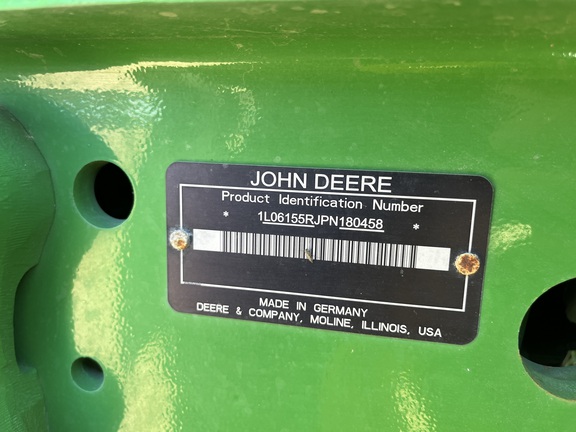 JOHN DEERE
Product Identification Number
* 1L06155RJPN180458 *
MADE IN GERMANY
DEERE & COMPANY, MOLINE, ILLINOIS, USA